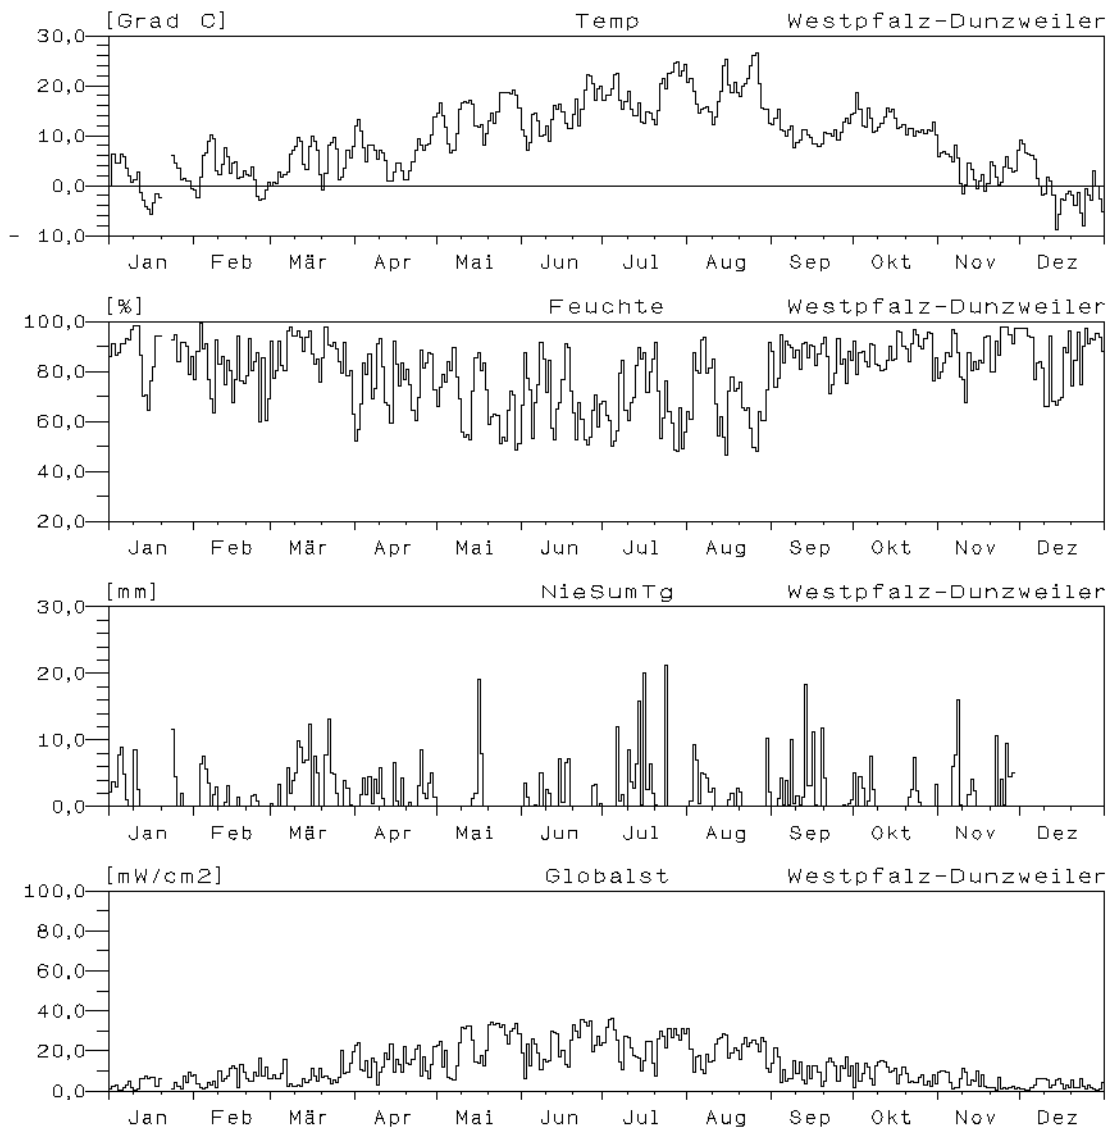 [Grad C] Temp Westpfalz-Dunzweiler
30,0
20,0
10,0
0,0
- 10,0
Jan Feb Mär Apr Mai Jun Jul Aug Sep Okt Nov Dez
[%] Feuchte Westpfalz-Dunzweiler
100,0
80,0
60,0
40,0
20,0
Jan Feb Mär Apr Mai Jun Jul Aug Sep Okt Nov Dez
[mm] NieSumTg Westpfalz-Dunzweiler
30,0
20,0
10,0
0,0
Jan Feb Mär Apr Mai Jun Jul Aug Sep Okt Nov Dez
[mW/cm2] Globalst Westpfalz-Dunzweiler
100,0
80,0
60,0
40,0
20,0
0,0
Jan Feb Mär Apr Mai Jun Jul Aug Sep Okt Nov Dez